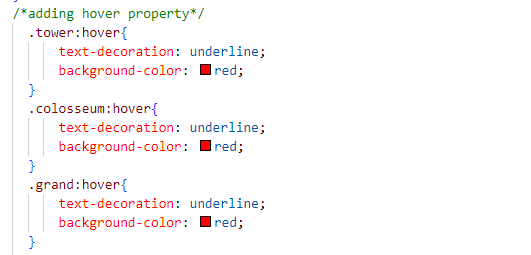 /*adding hover property*/
.tower:hover{
text-decoration: underline;
background-color: red;
}
.colosseum:hover{
text-decoration: underline;
background-color: red;
}
.grand:hover{
text-decoration: underline;
background-color: red;
}